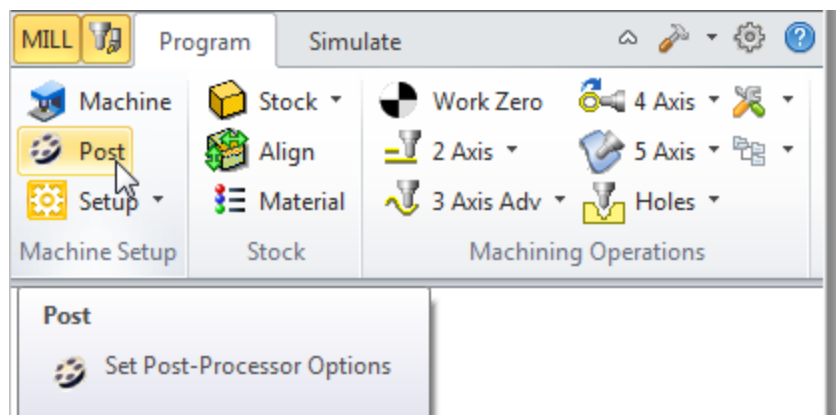 MILL Program Simulate
Machine Stock Work Zero 4 Axis
Post Align 2 Axis 5 Axis
Setup Material 3 Axis Adv Holes
Machine Setup Stock Machining Operations
Post
Set Post-Processor Options